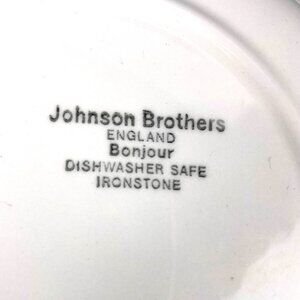 Johnson Brothers
ENGLAND
Bonjour
DISHWASHER SAFE
IRONSTONE